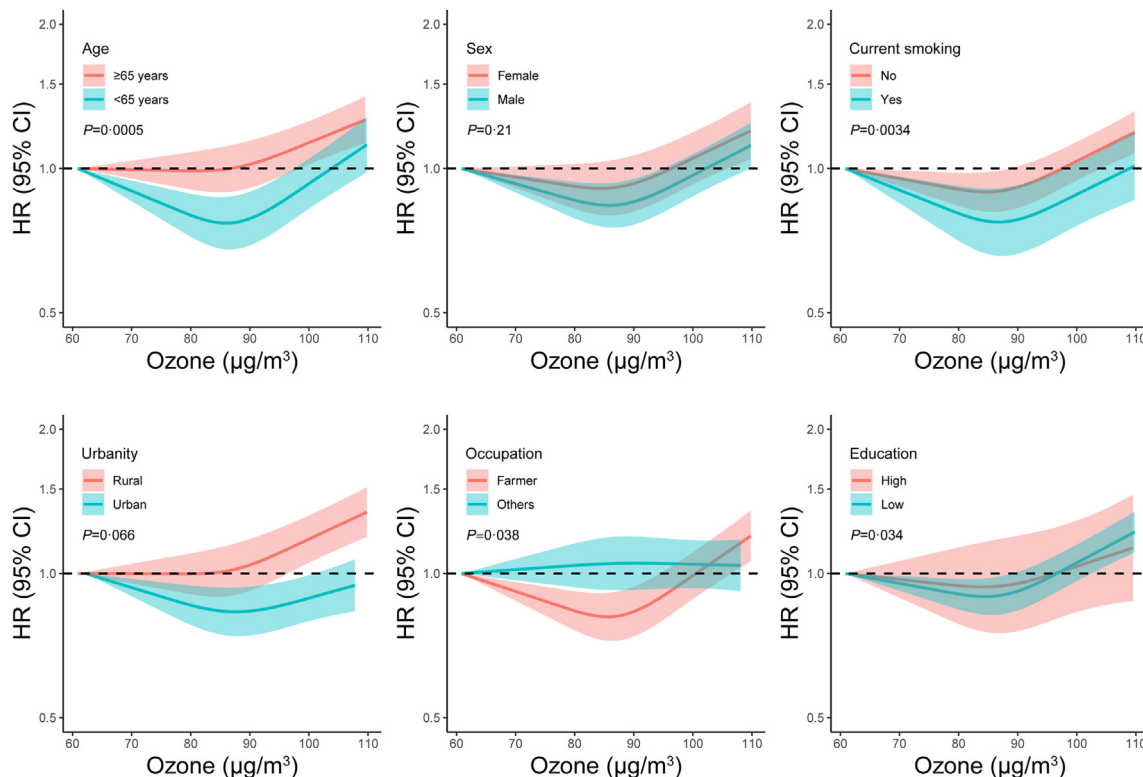 2.0
1.5
1.0
0.5
HR (95% CI)
Age
≥65 years
<65 years
P=0·0005
60 70 80 90 100 110
Ozone (µg/m³)
2.0
1.5
1.0
0.5
HR (95% CI)
Sex
Female
Male
P=0·21
60 70 80 90 100 110
Ozone (µg/m³)
2.0
1.5
1.0
0.5
HR (95% CI)
Current smoking
No
Yes
P=0·0034
60 70 80 90 100 110
Ozone (µg/m³)
2.0
1.5
1.0
0.5
HR (95% CI)
Urbanity
Rural
Urban
P=0·066
60 70 80 90 100 110
Ozone (µg/m³)
2.0
1.5
1.0
0.5
HR (95% CI)
Occupation
Farmer
Others
P=0·038
60 70 80 90 100 110
Ozone (µg/m³)
2.0
1.5
1.0
0.5
HR (95% CI)
Education
High
Low
P=0·034
60 70 80 90 100 110
Ozone (µg/m³)